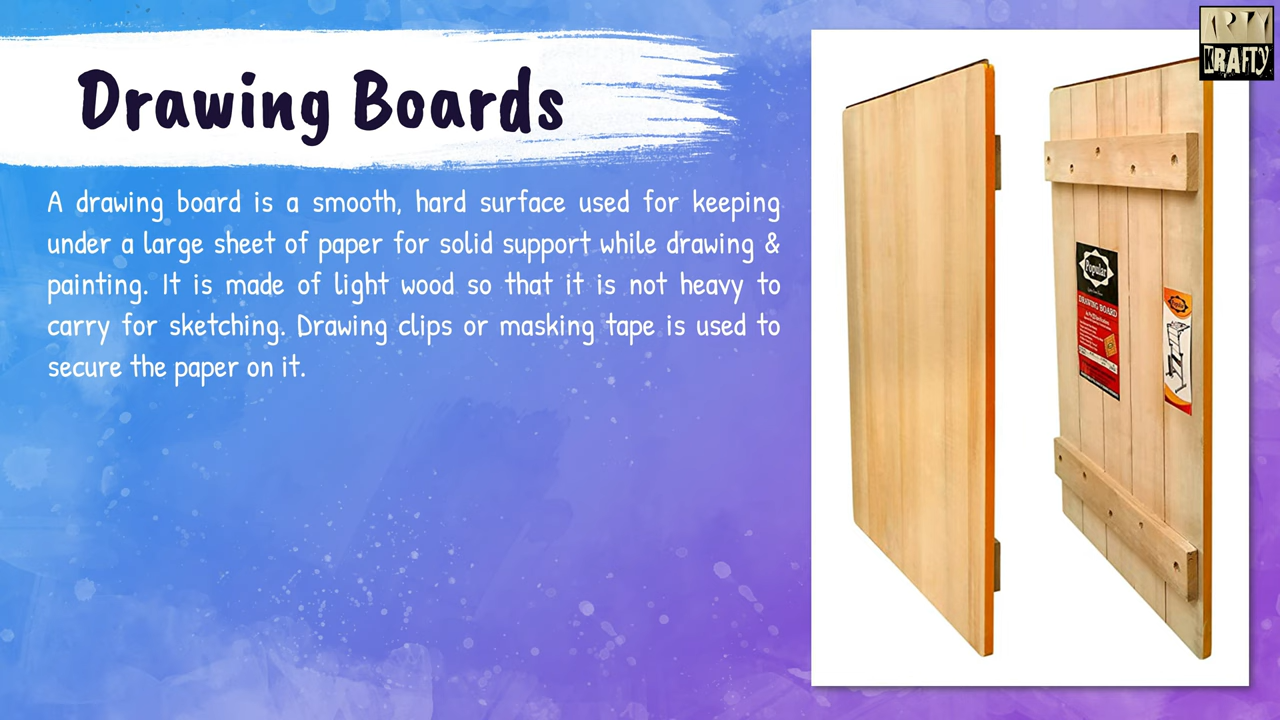 ARTY
KRAFTY
Drawing Boards
A drawing board is a smooth, hard surface used for keeping
under a large sheet of paper for solid support while drawing &
painting. It is made of light wood so that it is not heavy to
carry for sketching. Drawing clips or masking tape is used to
secure the paper on it.
Popular
DRAWING BOARD